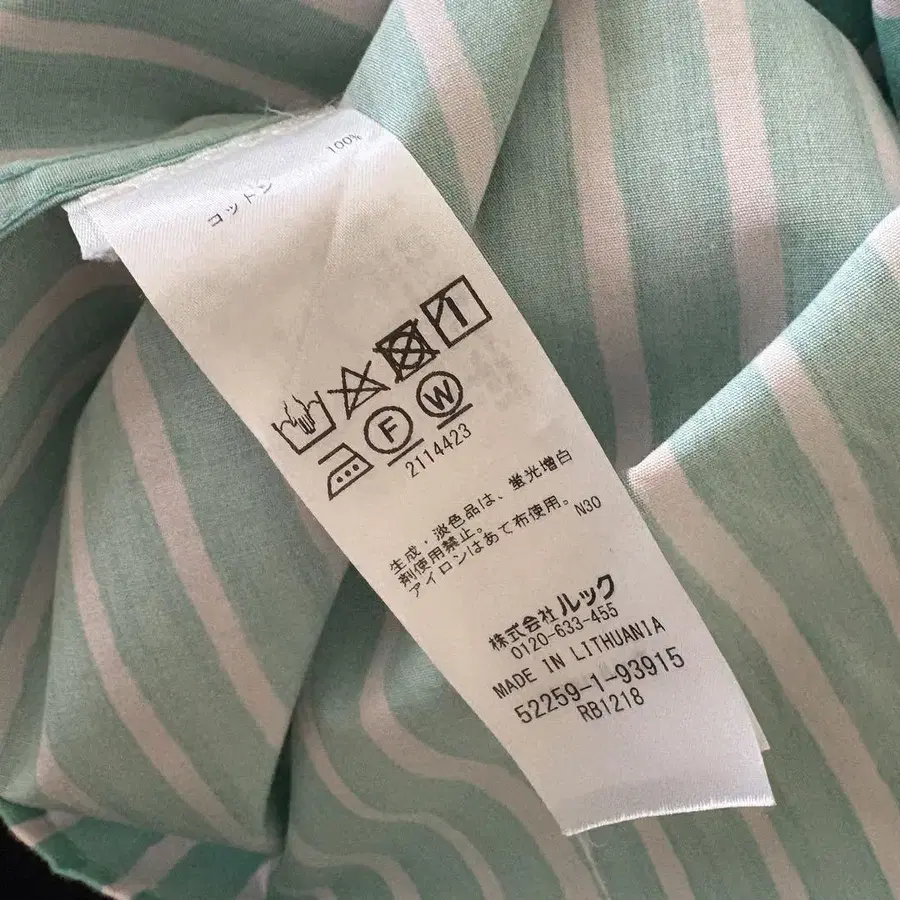 コットン 100%
F W
2114423
生成・淡色品は、蛍光増白
剤使用禁止。
アイロンはあて布使用。 N30
株式会社 ルック
0120-633-455
MADE IN LITHUANIA
52259-1-93915
RB1218